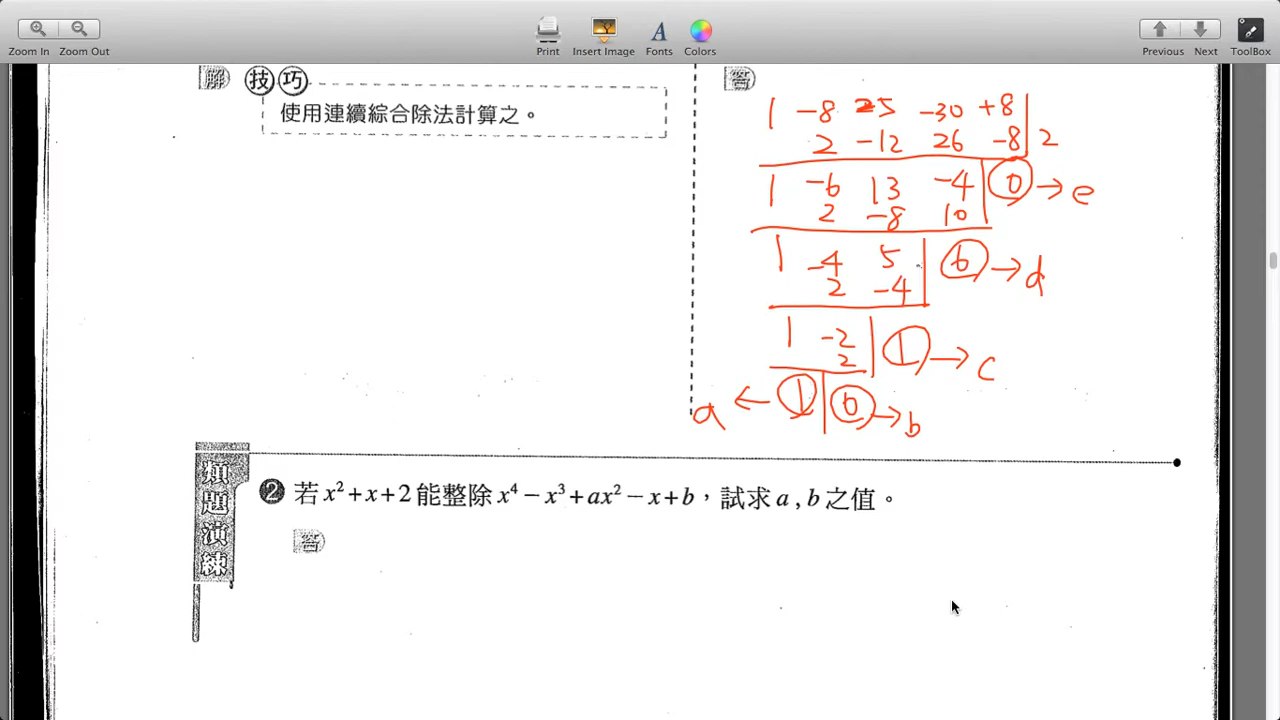 Zoom In Zoom Out Print Insert Image Fonts Colors Previous Next ToolBox
解 技巧
使用連續綜合除法計算之。
答
1 -8 25 -30 +8
2 -12 26 -8 2
1 -6 13 -4 0 → e
2 -8 10
1 -4 5 6 → d
2 -4
1 -2 1 → c
2
a ← 1 0 → b
類題演練
❷ 若 x²+x+2 能整除 x⁴−x³+ax²−x+b，試求 a , b 之值。
答